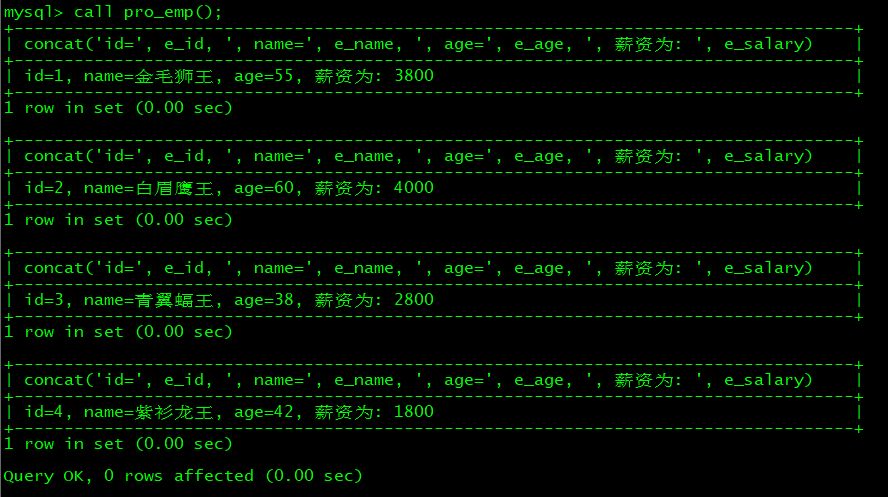 mysql> call pro_emp();
+-----------------------------------------------------------------------------------+
| concat('id=', e_id, ', name=', e_name, ', age=', e_age, ', 薪资为: ', e_salary)    |
+-----------------------------------------------------------------------------------+
| id=1, name=金毛狮王, age=55, 薪资为: 3800                                          |
+-----------------------------------------------------------------------------------+
1 row in set (0.00 sec)

+-----------------------------------------------------------------------------------+
| concat('id=', e_id, ', name=', e_name, ', age=', e_age, ', 薪资为: ', e_salary)    |
+-----------------------------------------------------------------------------------+
| id=2, name=白眉鹰王, age=60, 薪资为: 4000                                          |
+-----------------------------------------------------------------------------------+
1 row in set (0.00 sec)

+-----------------------------------------------------------------------------------+
| concat('id=', e_id, ', name=', e_name, ', age=', e_age, ', 薪资为: ', e_salary)    |
+-----------------------------------------------------------------------------------+
| id=3, name=青翼蝠王, age=38, 薪资为: 2800                                          |
+-----------------------------------------------------------------------------------+
1 row in set (0.00 sec)

+-----------------------------------------------------------------------------------+
| concat('id=', e_id, ', name=', e_name, ', age=', e_age, ', 薪资为: ', e_salary)    |
+-----------------------------------------------------------------------------------+
| id=4, name=紫衫龙王, age=42, 薪资为: 1800                                          |
+-----------------------------------------------------------------------------------+
1 row in set (0.00 sec)

Query OK, 0 rows affected (0.00 sec)